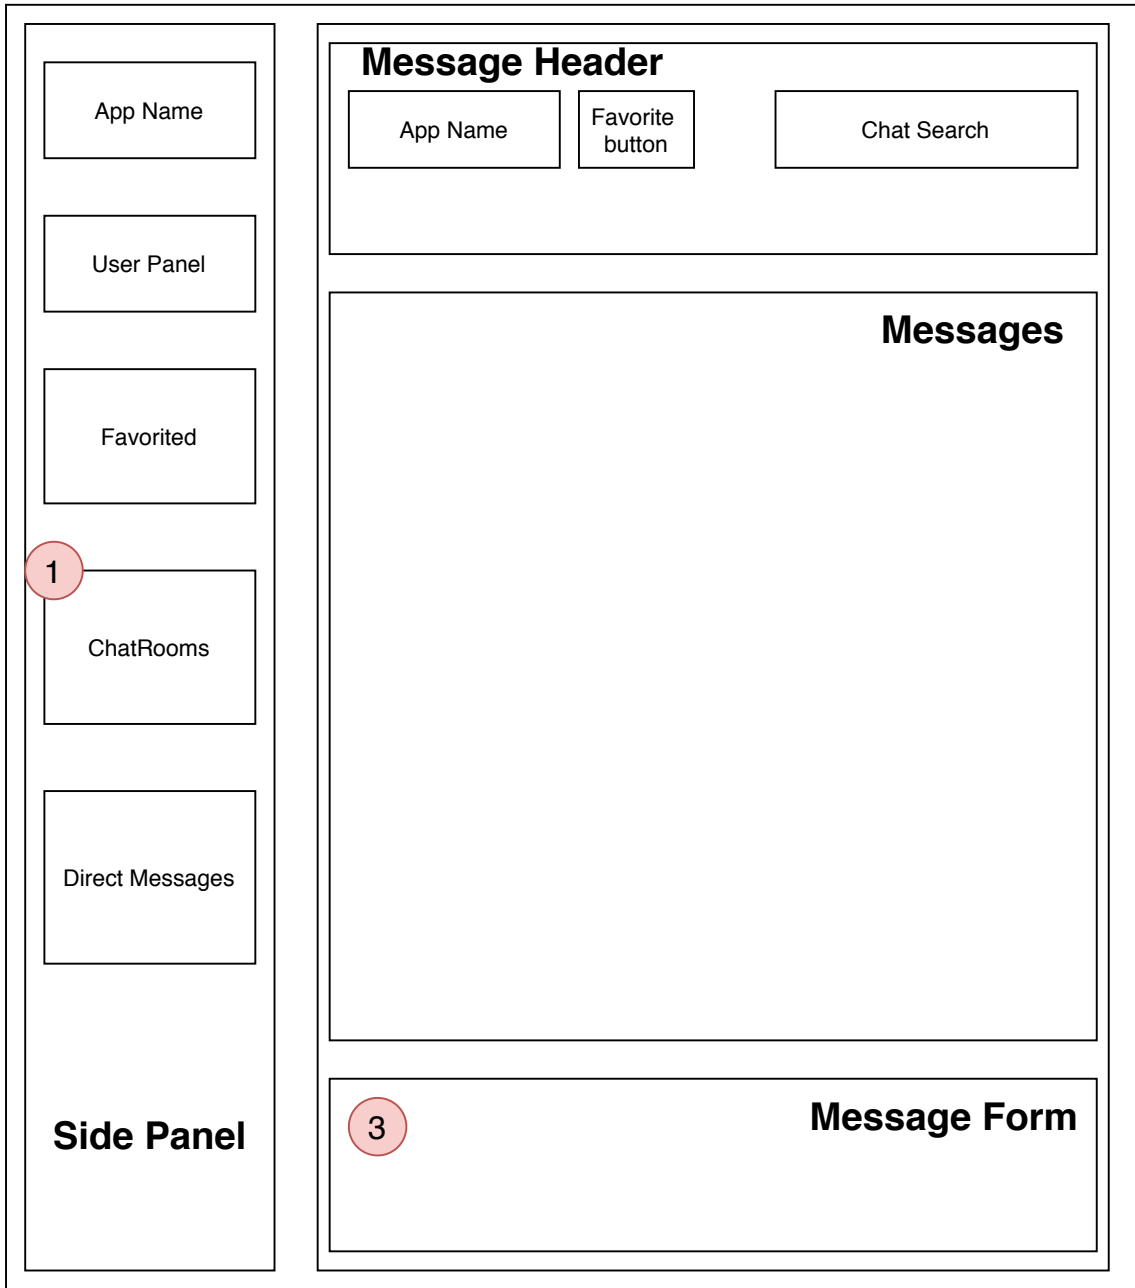 App Name
User Panel
Favorited
1
ChatRooms
Direct Messages
Side Panel
Message Header
App Name
Favorite
button
Chat Search
Messages
3
Message Form